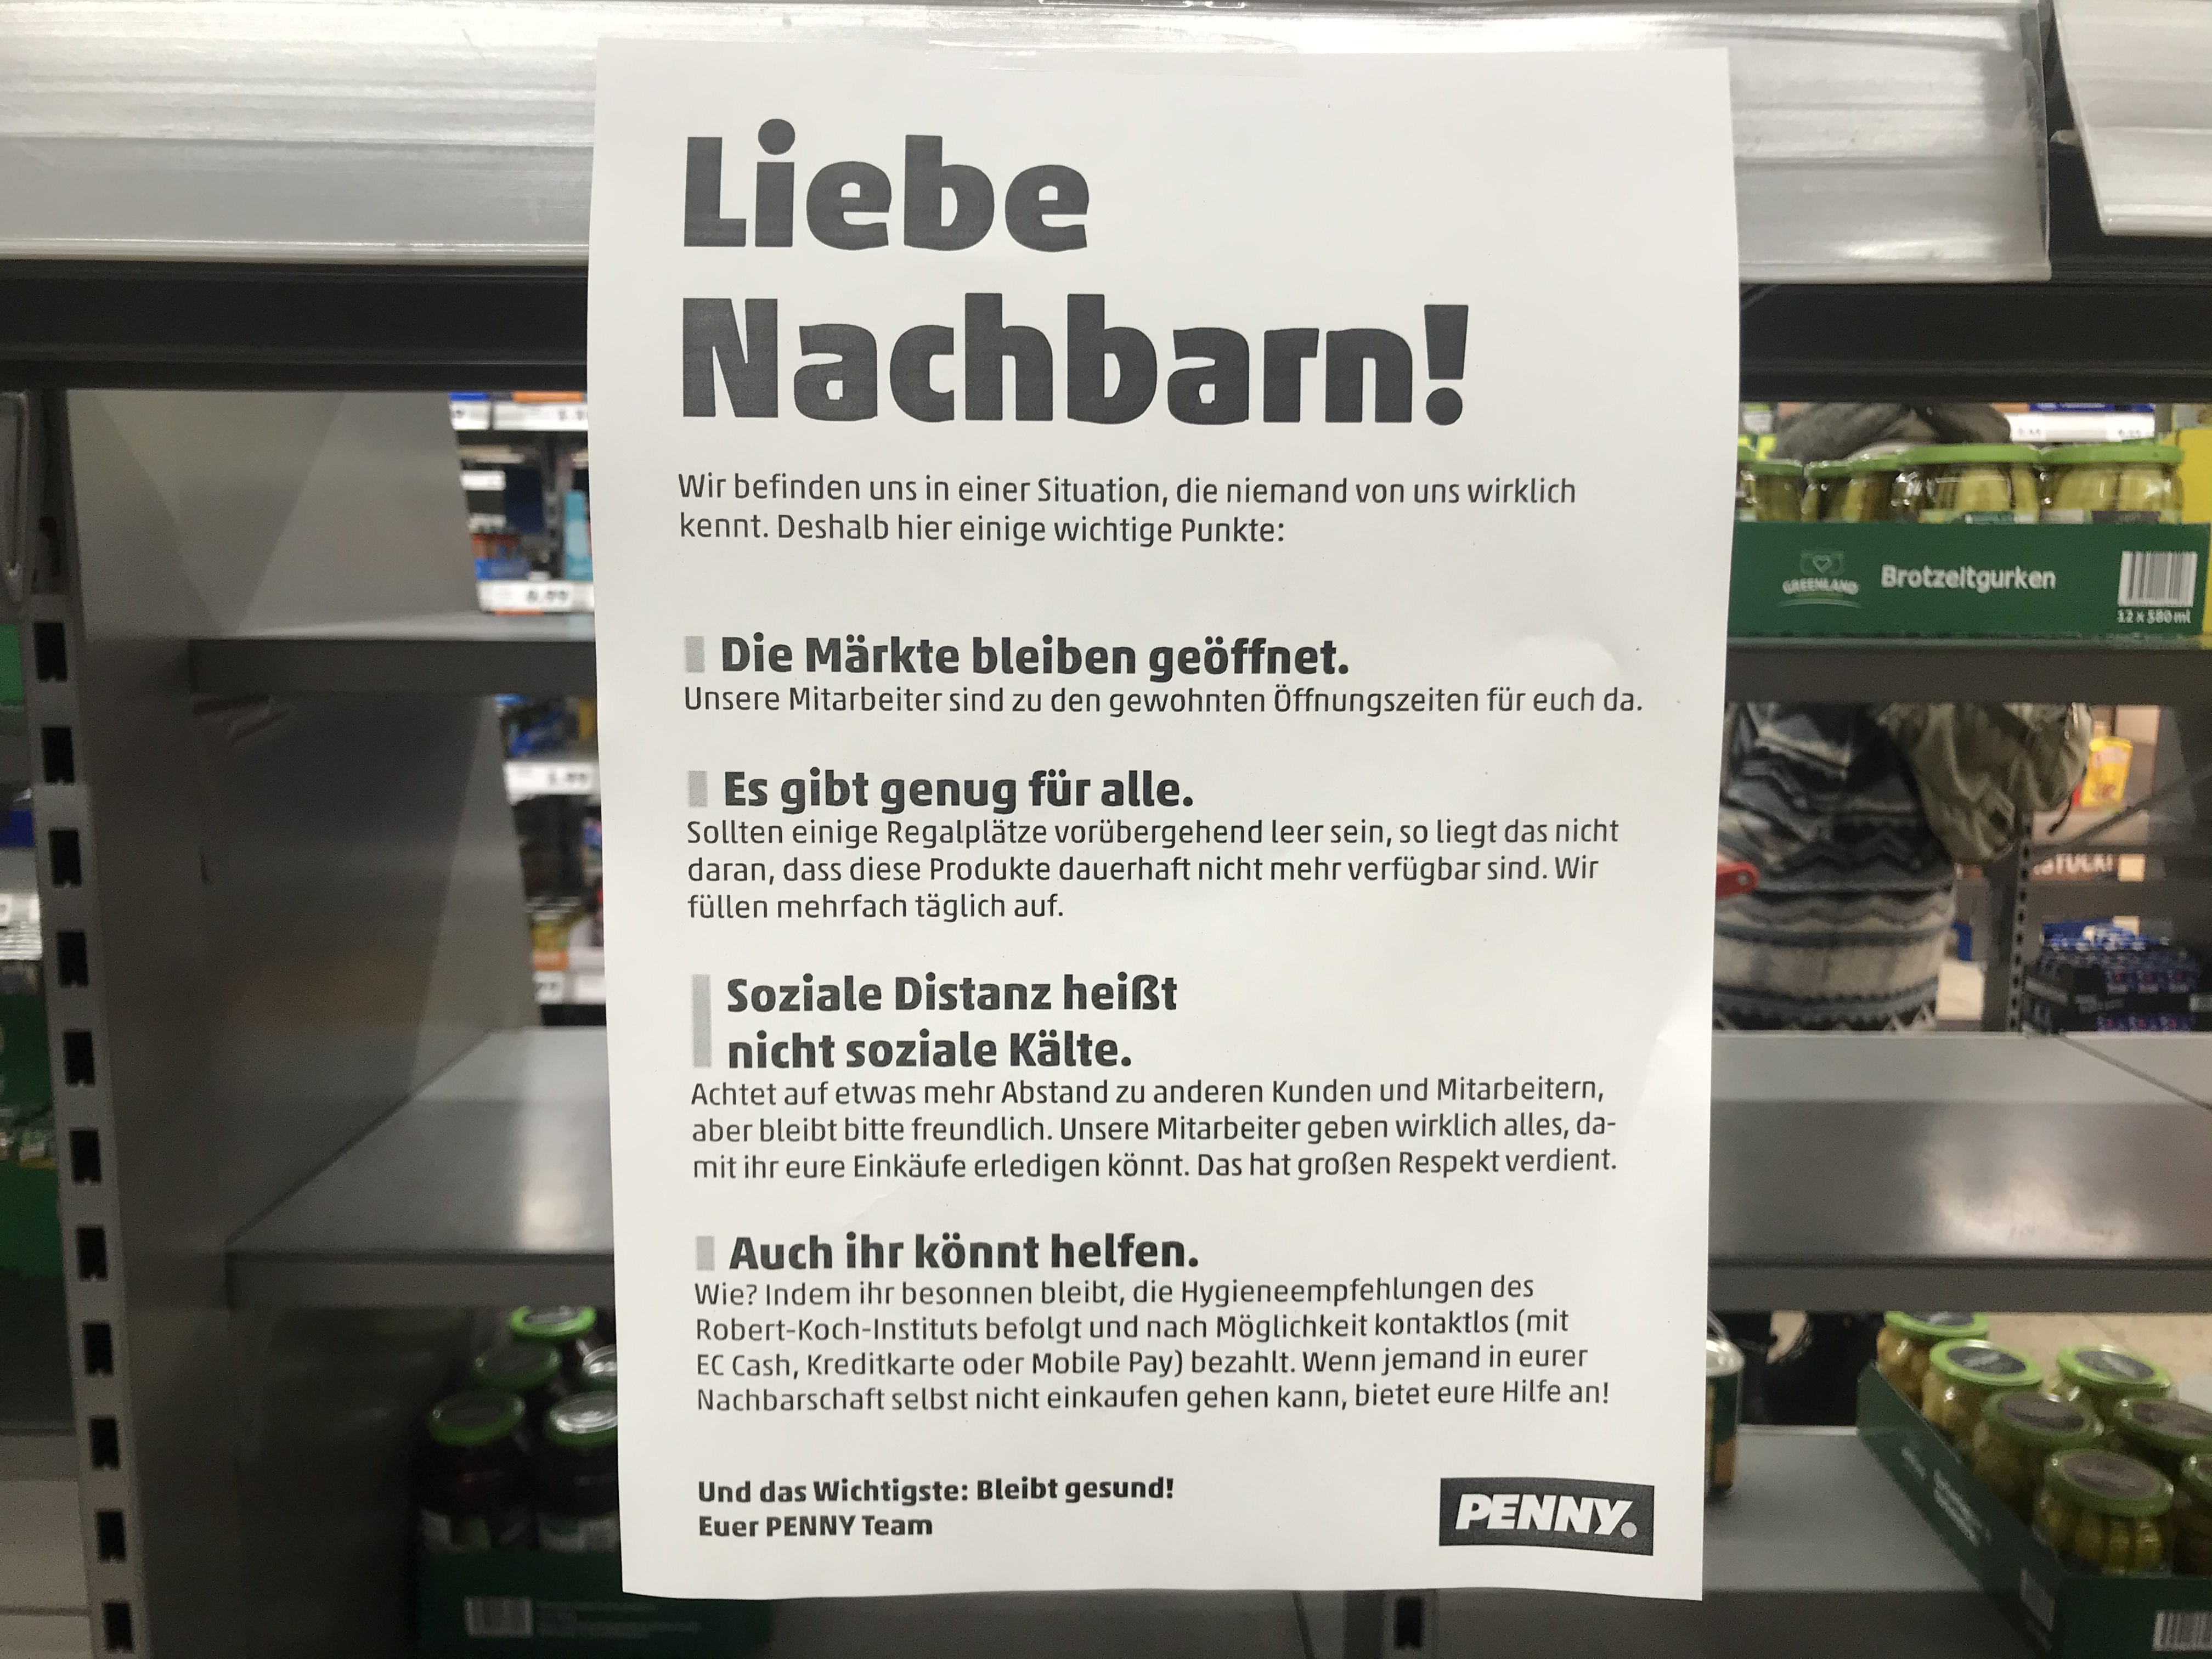 Liebe
Nachbarn!
Wir befinden uns in einer Situation, die niemand von uns wirklich
kennt. Deshalb hier einige wichtige Punkte:
Die Märkte bleiben geöffnet.
Unsere Mitarbeiter sind zu den gewohnten Öffnungszeiten für euch da.
Es gibt genug für alle.
Sollten einige Regalplätze vorübergehend leer sein, so liegt das nicht
daran, dass diese Produkte dauerhaft nicht mehr verfügbar sind. Wir
füllen mehrfach täglich auf.
Soziale Distanz heißt
nicht soziale Kälte.
Achtet auf etwas mehr Abstand zu anderen Kunden und Mitarbeitern,
aber bleibt bitte freundlich. Unsere Mitarbeiter geben wirklich alles, da-
mit ihr eure Einkäufe erledigen könnt. Das hat großen Respekt verdient.
Auch ihr könnt helfen.
Wie? Indem ihr besonnen bleibt, die Hygieneempfehlungen des
Robert-Koch-Instituts befolgt und nach Möglichkeit kontaktlos (mit
EC Cash, Kreditkarte oder Mobile Pay) bezahlt. Wenn jemand in eurer
Nachbarschaft selbst nicht einkaufen gehen kann, bietet eure Hilfe an!
Und das Wichtigste: Bleibt gesund!
Euer PENNY Team
PENNY.
GREENLAND
Brotzeitgurken
12 x 580 ml